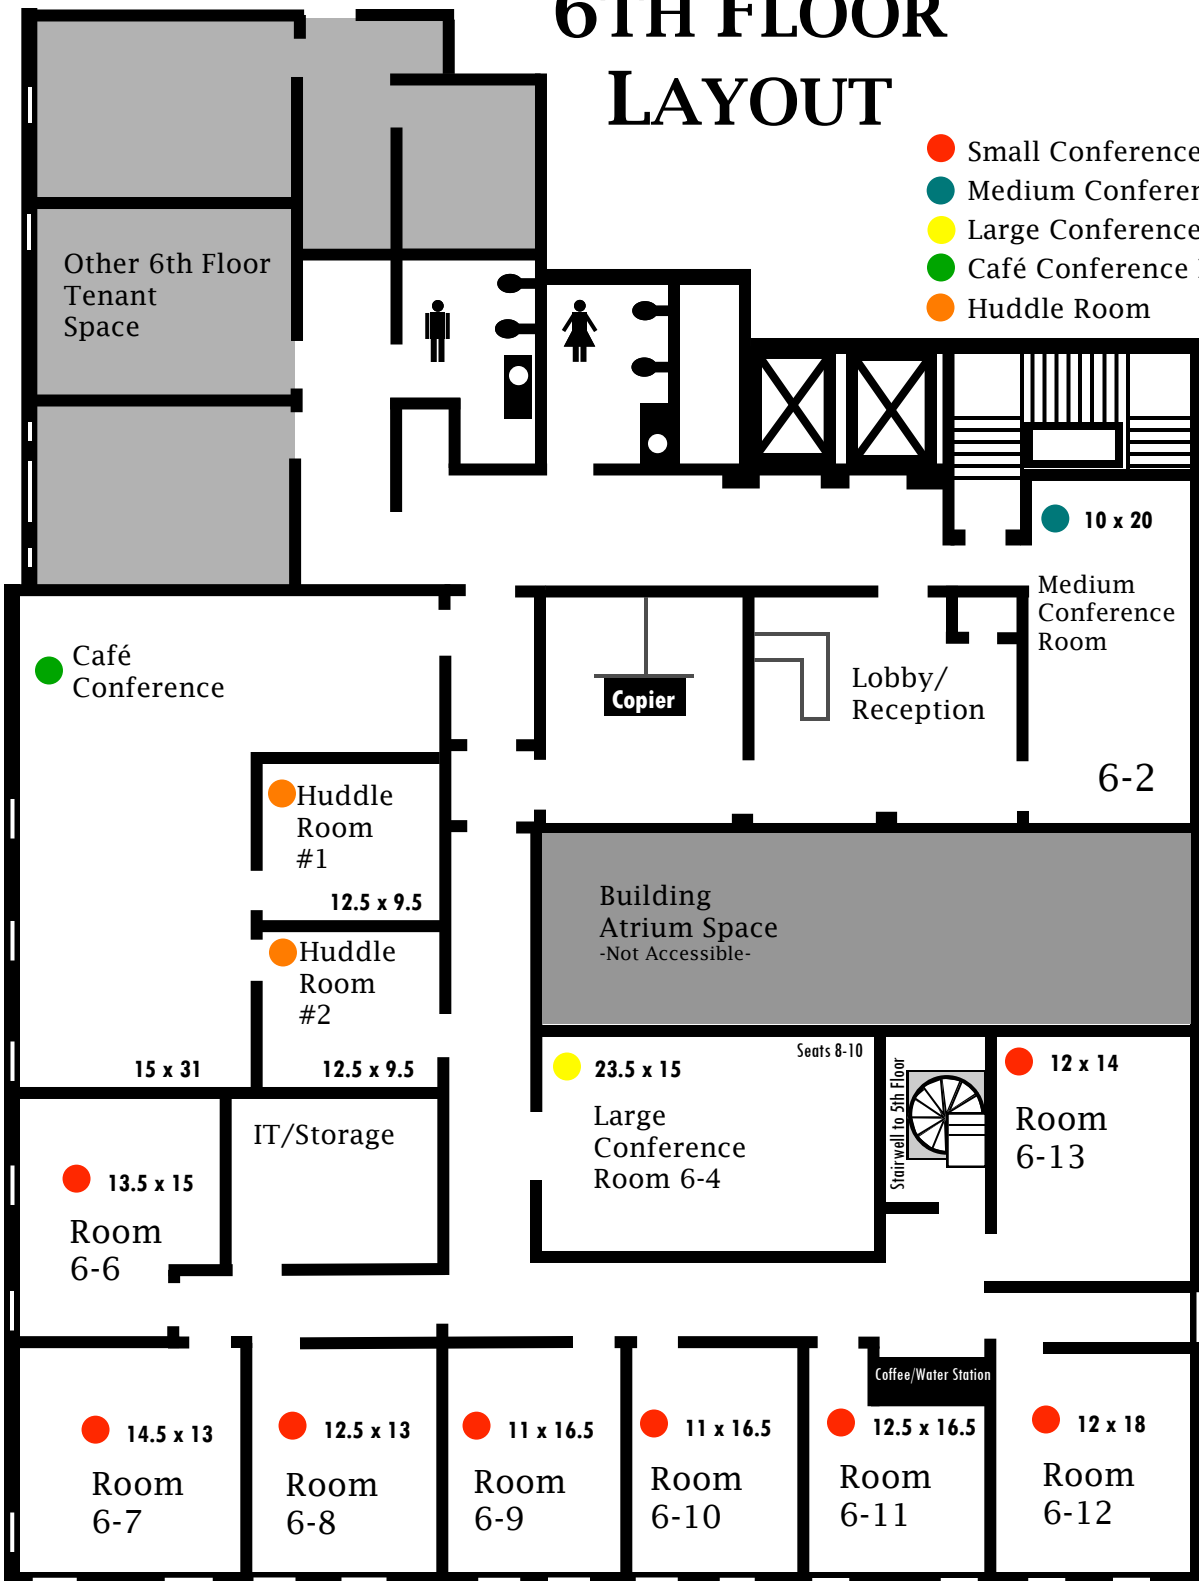 6TH FLOOR
LAYOUT
Small Conference
Medium
Large Conference
Café Conference
Huddle Room
Other 6th Floor
Tenant
Space
10 x 20
Medium
Conference
Room
6-2
Café
Conference
Copier
Lobby/
Reception
Huddle
Room
#1
12.5 x 9.5
Huddle
Room
#2
12.5 x 9.5
15 x 31
Building
Atrium Space
-Not Accessible-
Seats 8-10
23.5 x 15
Large
Conference
Room 6-4
Stairwell to 5th Floor
12 x 14
Room
6-13
IT/Storage
13.5 x 15
Room
6-6
Coffee/Water Station
14.5 x 13
Room
6-7
12.5 x 13
Room
6-8
11 x 16.5
Room
6-9
11 x 16.5
Room
6-10
12.5 x 16.5
Room
6-11
12 x 18
Room
6-12